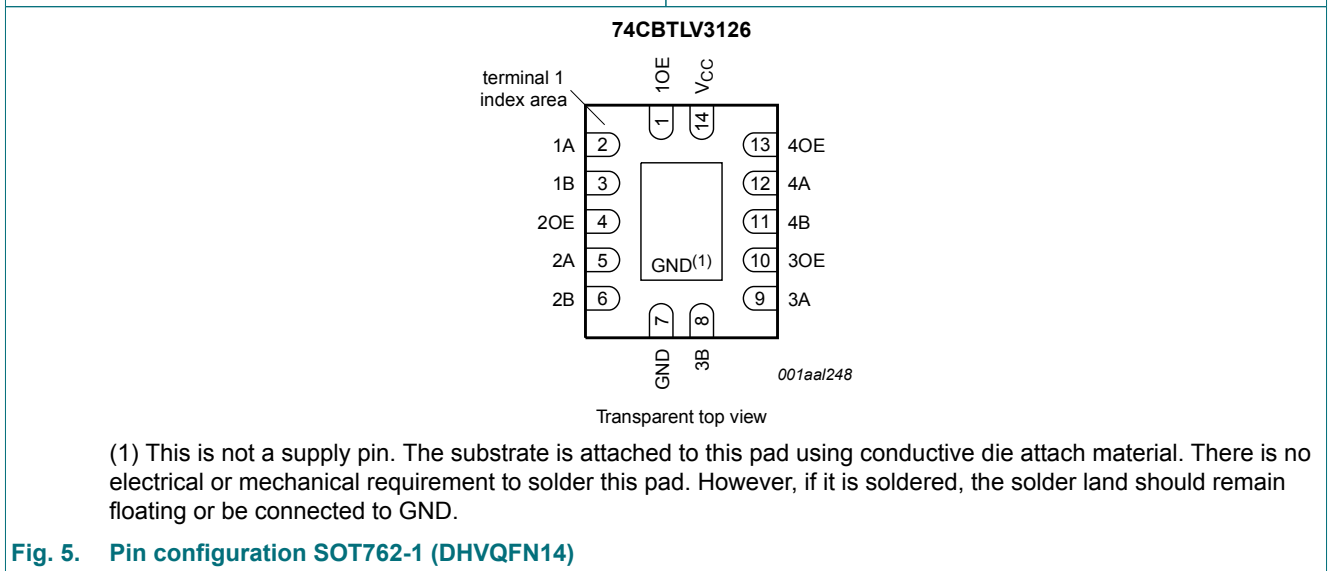 74CBTLV3126
terminal 1
index area
1OE
VCC
1
14
1A 2
13 4OE
1B 3
12 4A
2OE 4
11 4B
2A 5
GND(1)
10 3OE
2B 6
9 3A
7
8
GND
3B
001aal248
Transparent top view
(1) This is not a supply pin. The substrate is attached to this pad using conductive die attach material. There is no
electrical or mechanical requirement to solder this pad. However, if it is soldered, the solder land should remain
floating or be connected to GND.
Fig. 5. Pin configuration SOT762-1 (DHVQFN14)